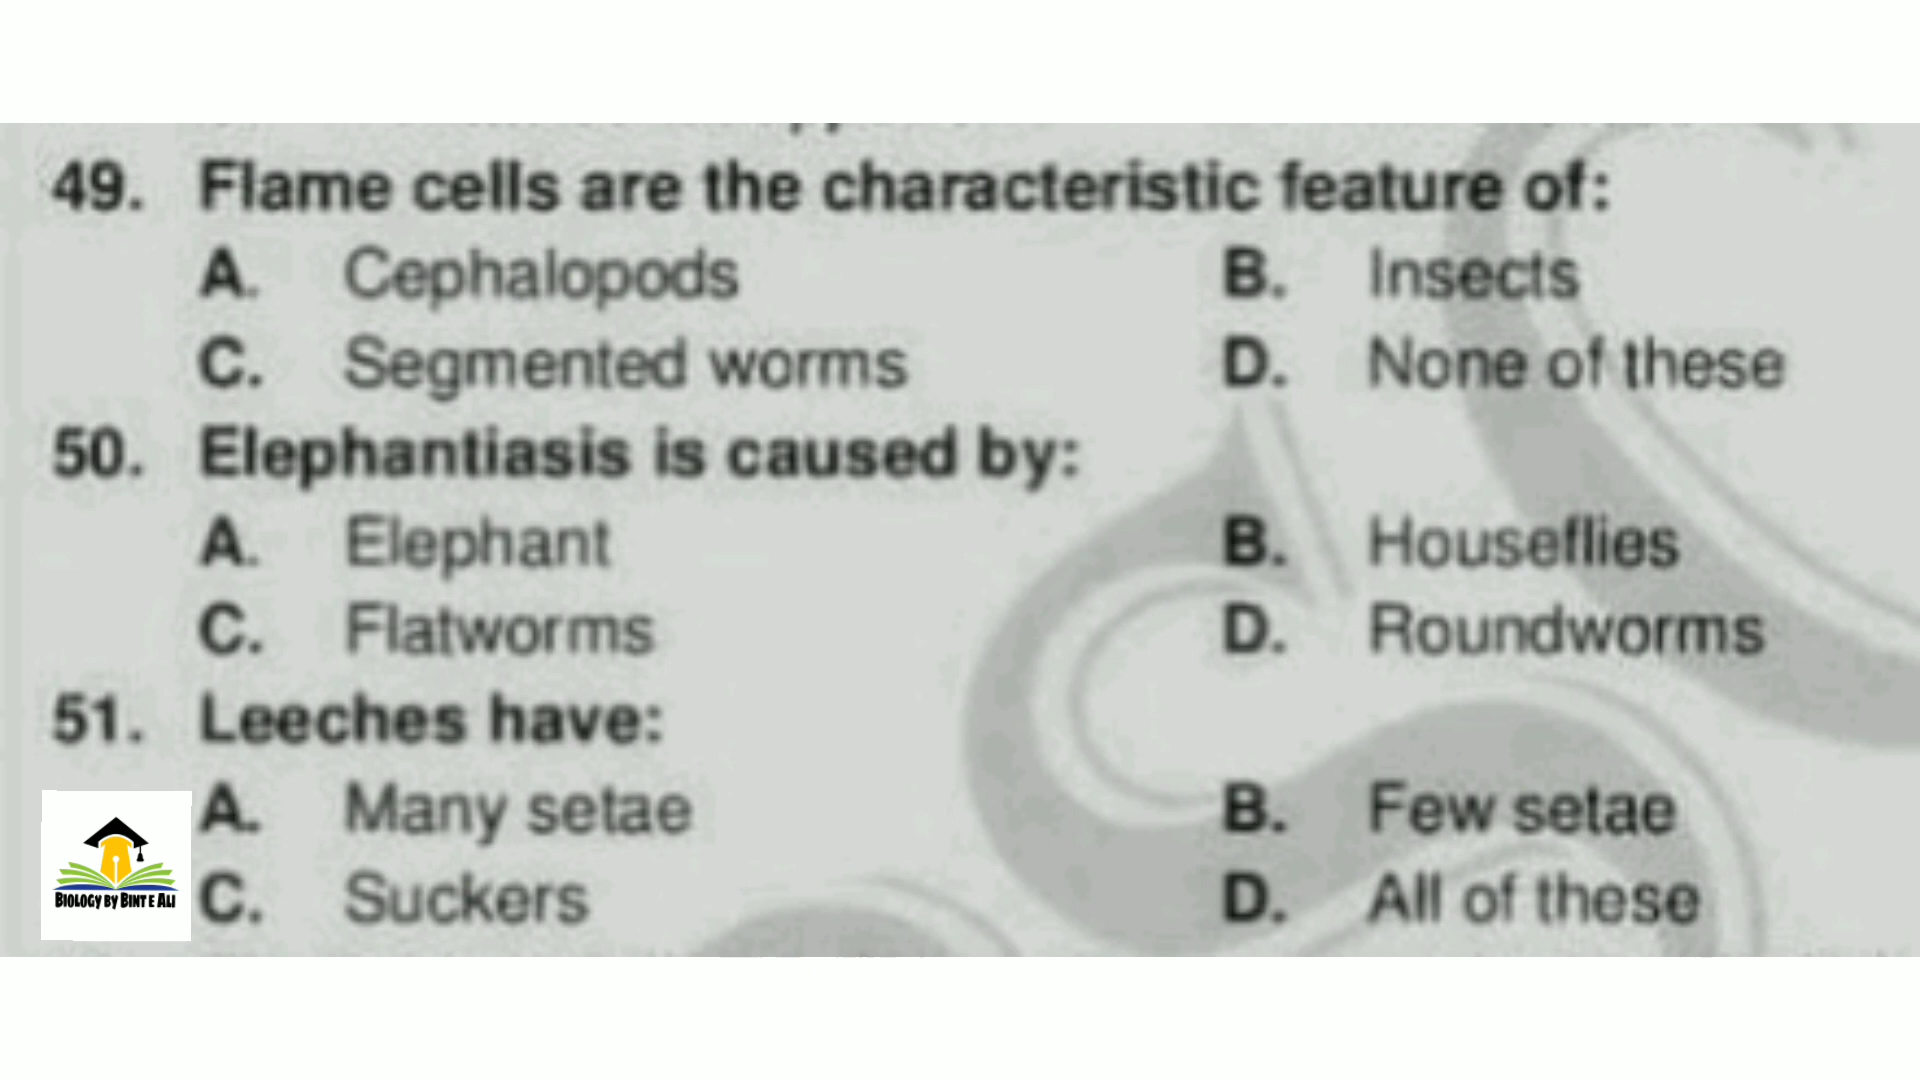 49. Flame cells are the characteristic feature of:
A. Cephalopods B. Insects
C. Segmented worms D. None of these
50. Elephantiasis is caused by:
A. Elephant B. Houseflies
C. Flatworms D. Roundworms
51. Leeches have:
A. Many setae B. Few setae
C. Suckers D. All of these
BIOLOGY BY BINT E ALI